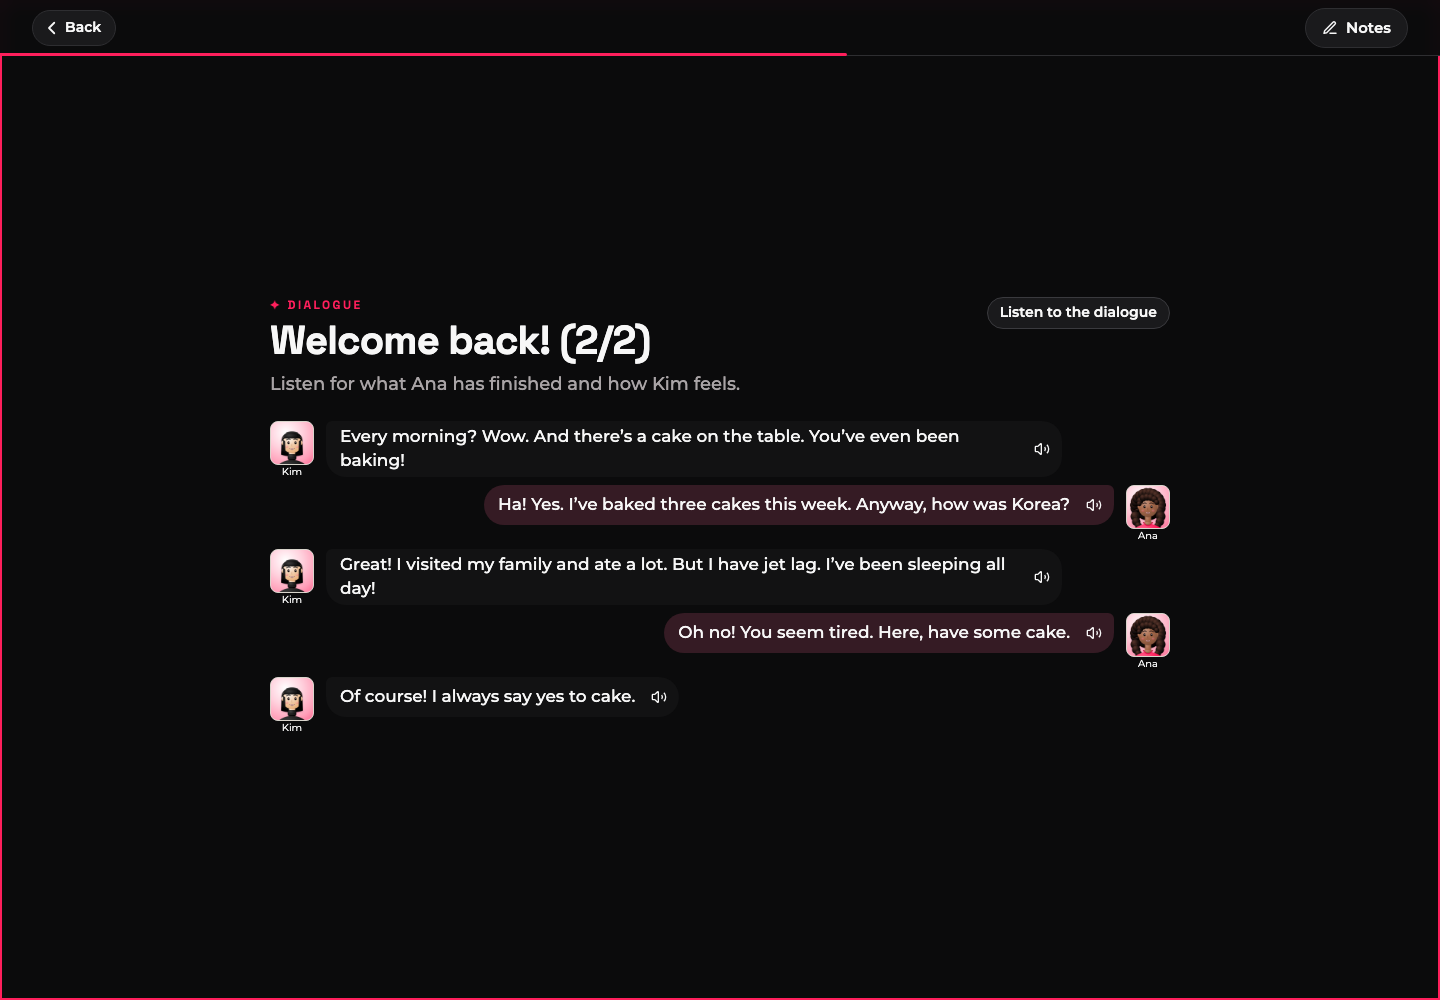 Back
Notes
DIALOGUE
Welcome back! (2/2)
Listen to the dialogue
Listen for what Ana has finished and how Kim feels.
Every morning? Wow. And there’s a cake on the table. You’ve even been
baking!
Kim
Ha! Yes. I’ve baked three cakes this week. Anyway, how was Korea?
Ana
Great! I visited my family and ate a lot. But I have jet lag. I’ve been sleeping all
day!
Kim
Oh no! You seem tired. Here, have some cake.
Ana
Of course! I always say yes to cake.
Kim